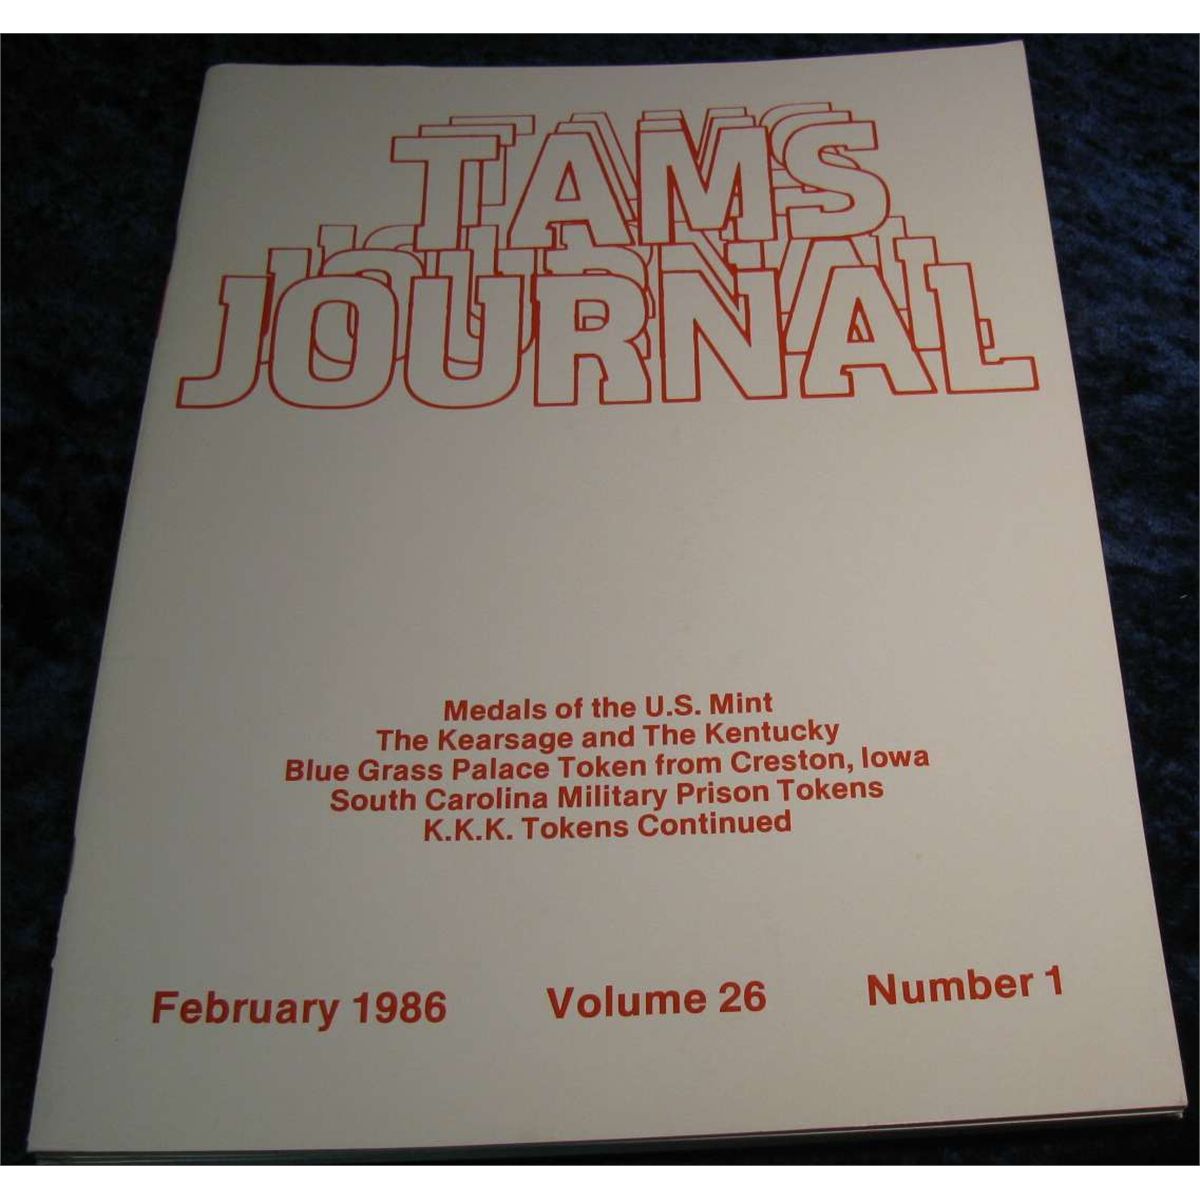 TAMS
JOURNAL
Medals of the U.S. Mint
The Kearsage and The Kentucky
Blue Grass Palace Token from Creston, Iowa
South Carolina Military Prison Tokens
K.K.K. Tokens Continued
February 1986 Volume 26 Number 1